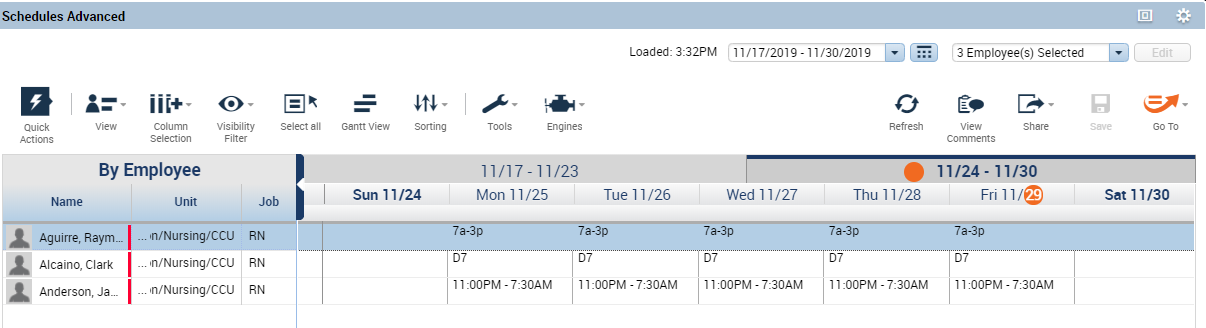 Schedules Advanced
Loaded: 3:32PM 11/17/2019 - 11/30/2019 3 Employee(s) Selected Edit
Quick Actions
View
Column Selection
Visibility Filter
Select all
Gantt View
Sorting
Tools
Engines
Refresh
View Comments
Share
Save
Go To
By Employee 11/17 - 11/23 11/24 - 11/30
Name Unit Job Sun 11/24 Mon 11/25 Tue 11/26 Wed 11/27 Thu 11/28 Fri 11/29 Sat 11/30
Aguirre, Raym... ...on/Nursing/CCU RN 7a-3p 7a-3p 7a-3p 7a-3p 7a-3p
Alcaino, Clark ...on/Nursing/CCU RN D7 D7 D7 D7 D7
Anderson, Ja... ...on/Nursing/CCU RN 11:00PM - 7:30AM 11:00PM - 7:30AM 11:00PM - 7:30AM 11:00PM - 7:30AM 11:00PM - 7:30AM